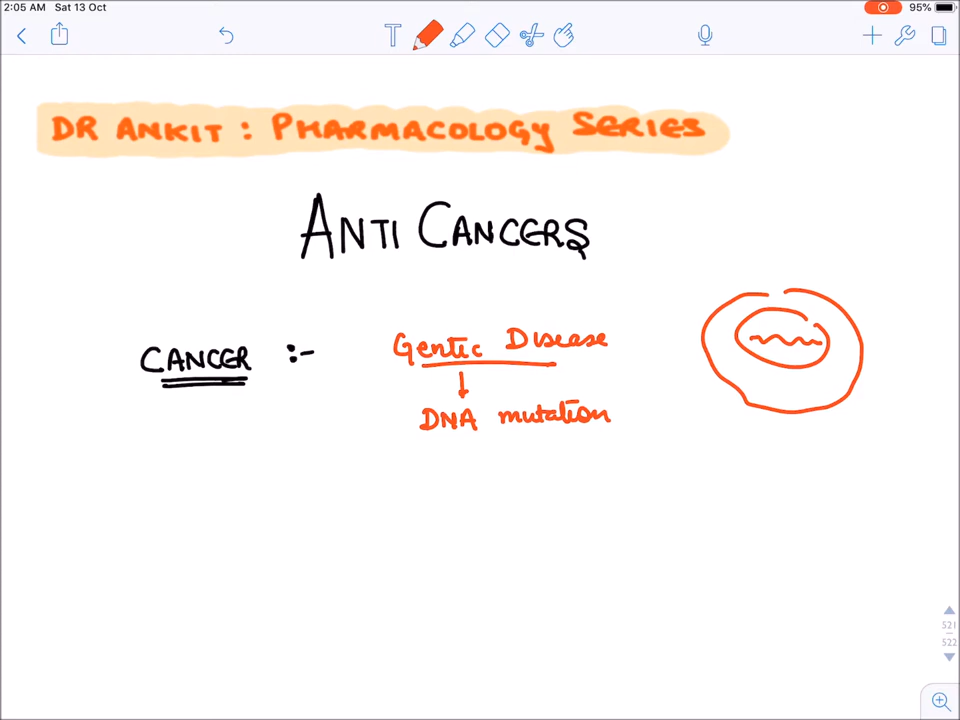 2:05 AM Sat 13 Oct
95%
T
DR ANKIT : PHARMACOLOGY SERIES
ANTI CANCERS
CANCER :- Gentic Disease
DNA mutation
521
522